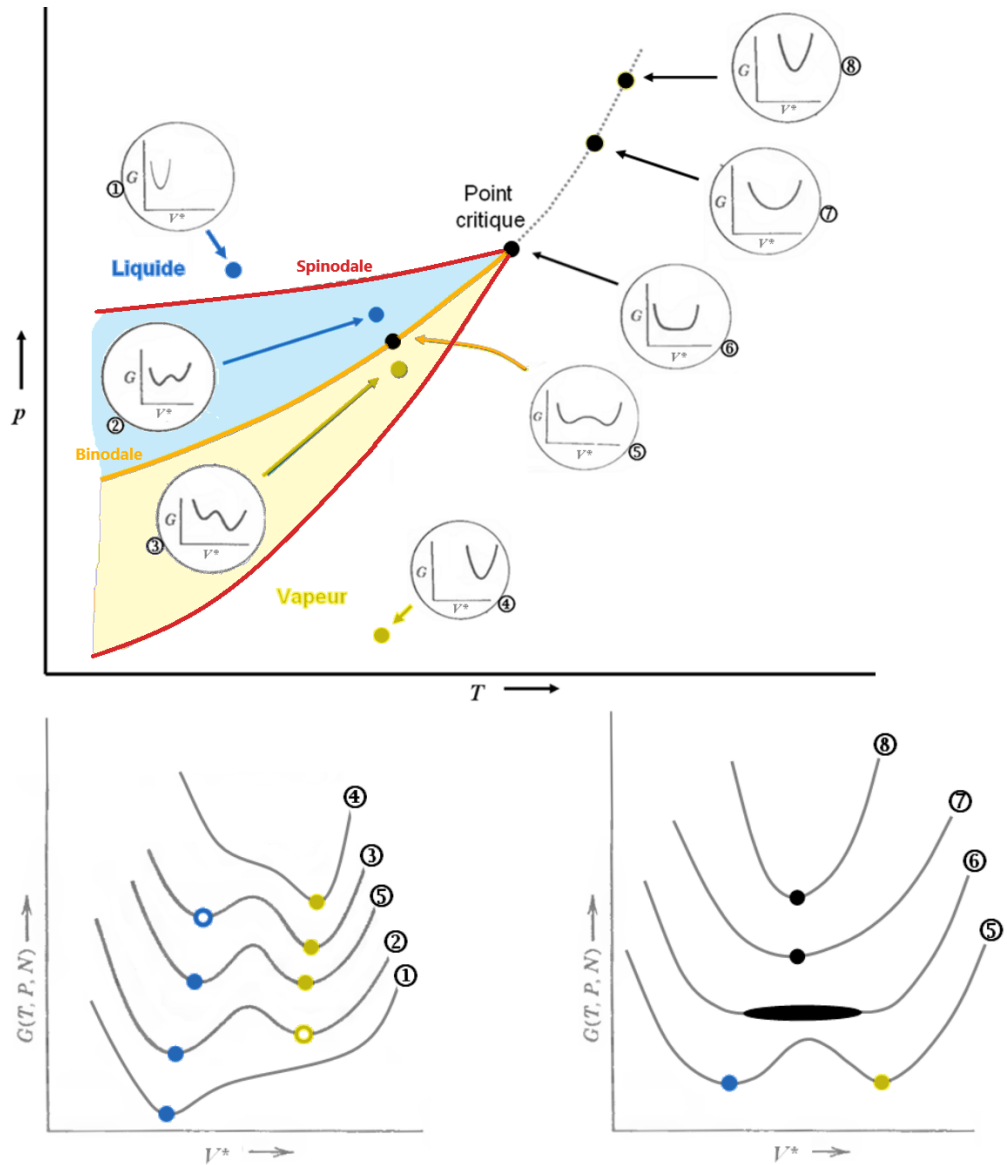 G
V*
⑧
G
V*
①
G
V*
⑦
Point
critique
Liquide
Spinodale
G
V*
⑥
p
G
V*
②
G
V*
⑤
Binodale
G
V*
③
G
V*
④
Vapeur
T
④
③
⑤
②
①
G(T, P, N)
V*
⑧
⑦
⑥
⑤
G(T, P, N)
V*